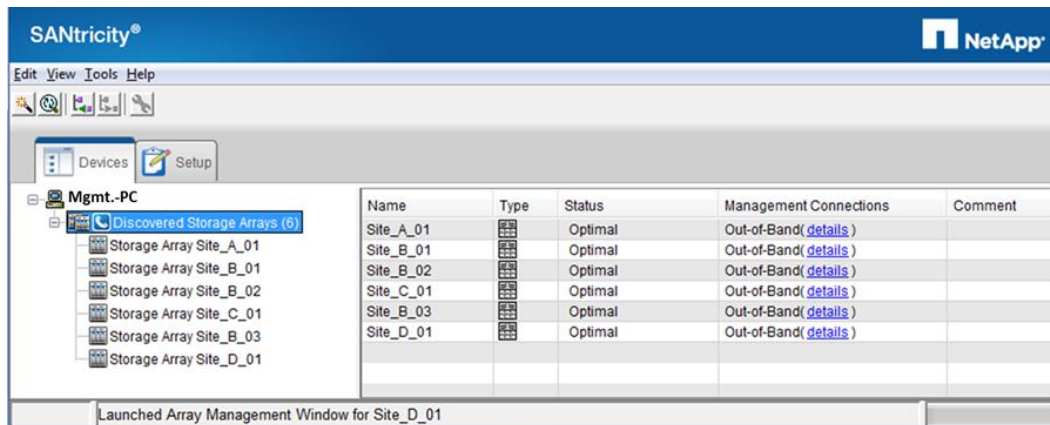 SANtricity®
NetApp®
Edit View Tools Help
Devices Setup
Mgmt.-PC
Discovered Storage Arrays (6)
Storage Array Site_A_01
Storage Array Site_B_01
Storage Array Site_B_02
Storage Array Site_C_01
Storage Array Site_B_03
Storage Array Site_D_01
Name Type Status Management Connections Comment
Site_A_01 Optimal Out-of-Band( details )
Site_B_01 Optimal Out-of-Band( details )
Site_B_02 Optimal Out-of-Band( details )
Site_C_01 Optimal Out-of-Band( details )
Site_B_03 Optimal Out-of-Band( details )
Site_D_01 Optimal Out-of-Band( details )
Launched Array Management Window for Site_D_01